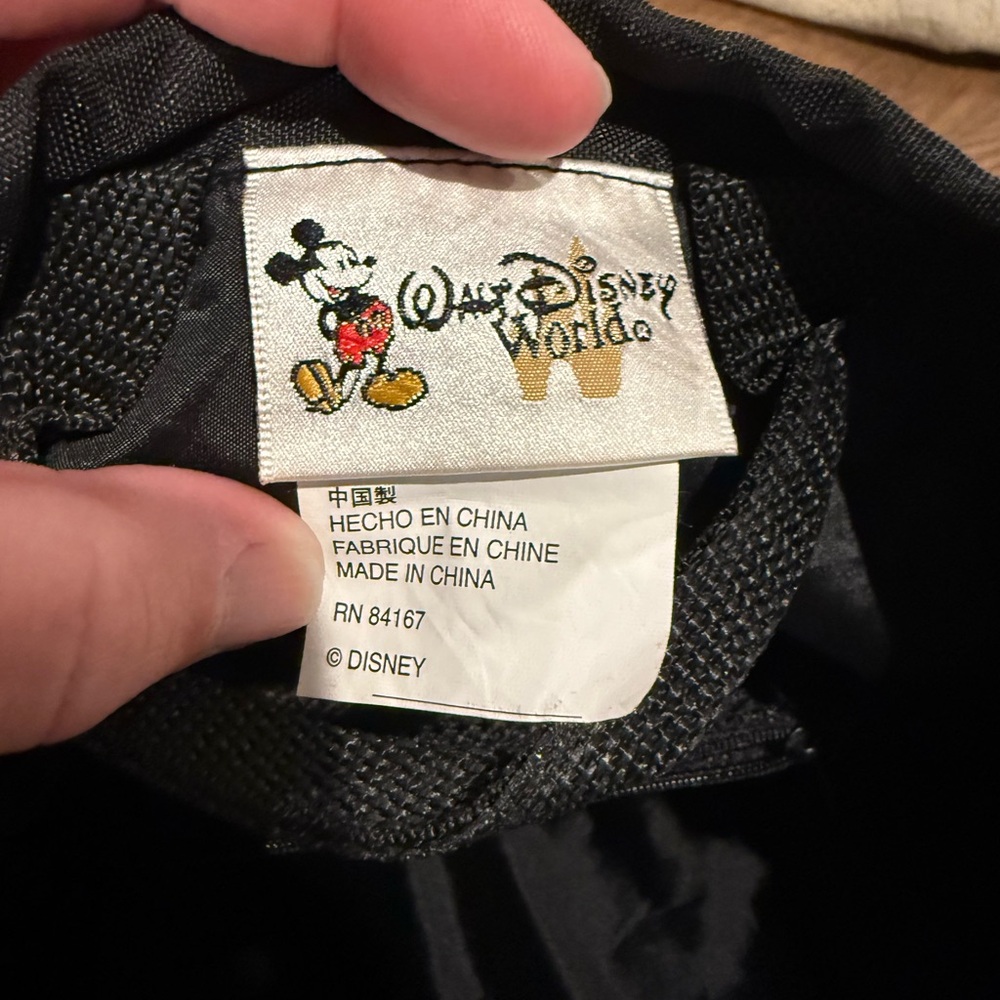 WALT DISNEY
World®
中国製
HECHO EN CHINA
FABRIQUE EN CHINE
MADE IN CHINA
RN 84167
© DISNEY